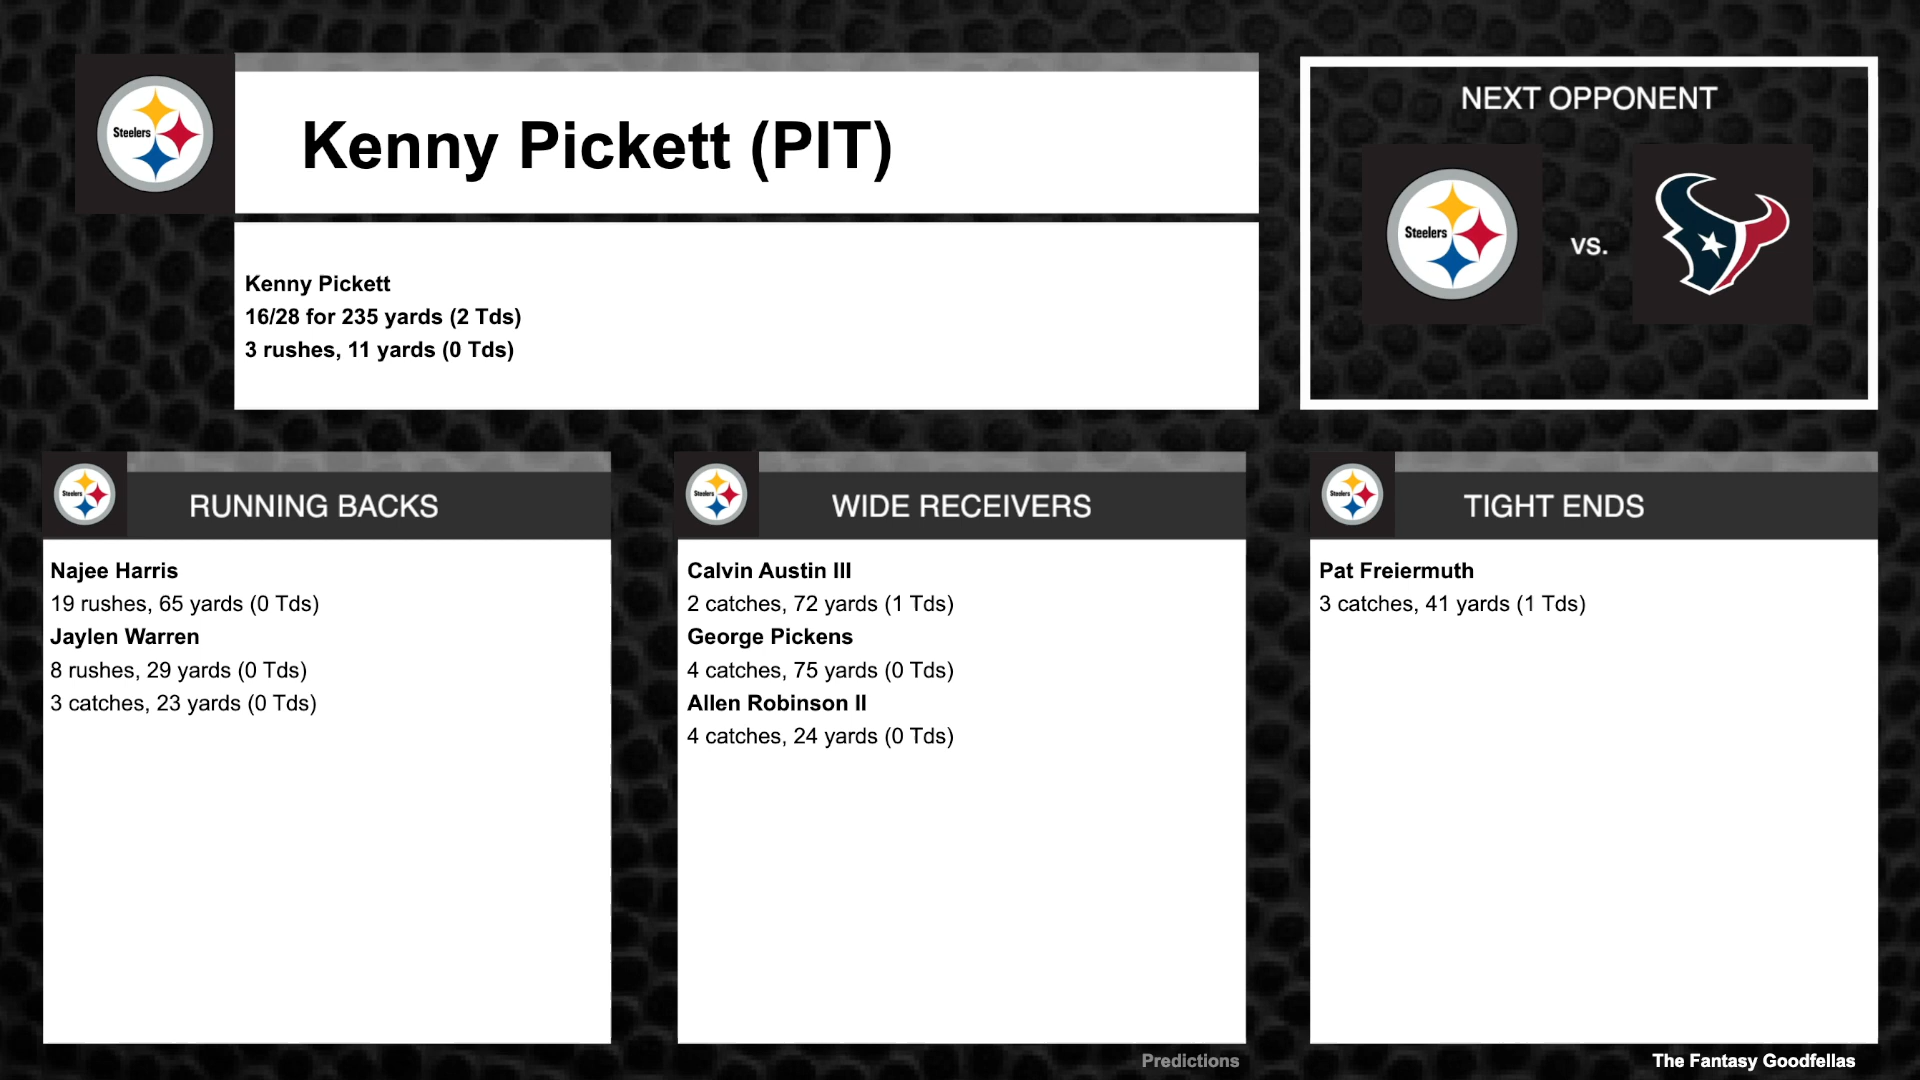 Steelers
Kenny Pickett (PIT)
Kenny Pickett
16/28 for 235 yards (2 Tds)
3 rushes, 11 yards (0 Tds)
NEXT OPPONENT
Steelers
vs.
Steelers
RUNNING BACKS
Najee Harris
19 rushes, 65 yards (0 Tds)
Jaylen Warren
8 rushes, 29 yards (0 Tds)
3 catches, 23 yards (0 Tds)
Steelers
WIDE RECEIVERS
Calvin Austin III
2 catches, 72 yards (1 Tds)
George Pickens
4 catches, 75 yards (0 Tds)
Allen Robinson II
4 catches, 24 yards (0 Tds)
Steelers
TIGHT ENDS
Pat Freiermuth
3 catches, 41 yards (1 Tds)
Predictions
The Fantasy Goodfellas